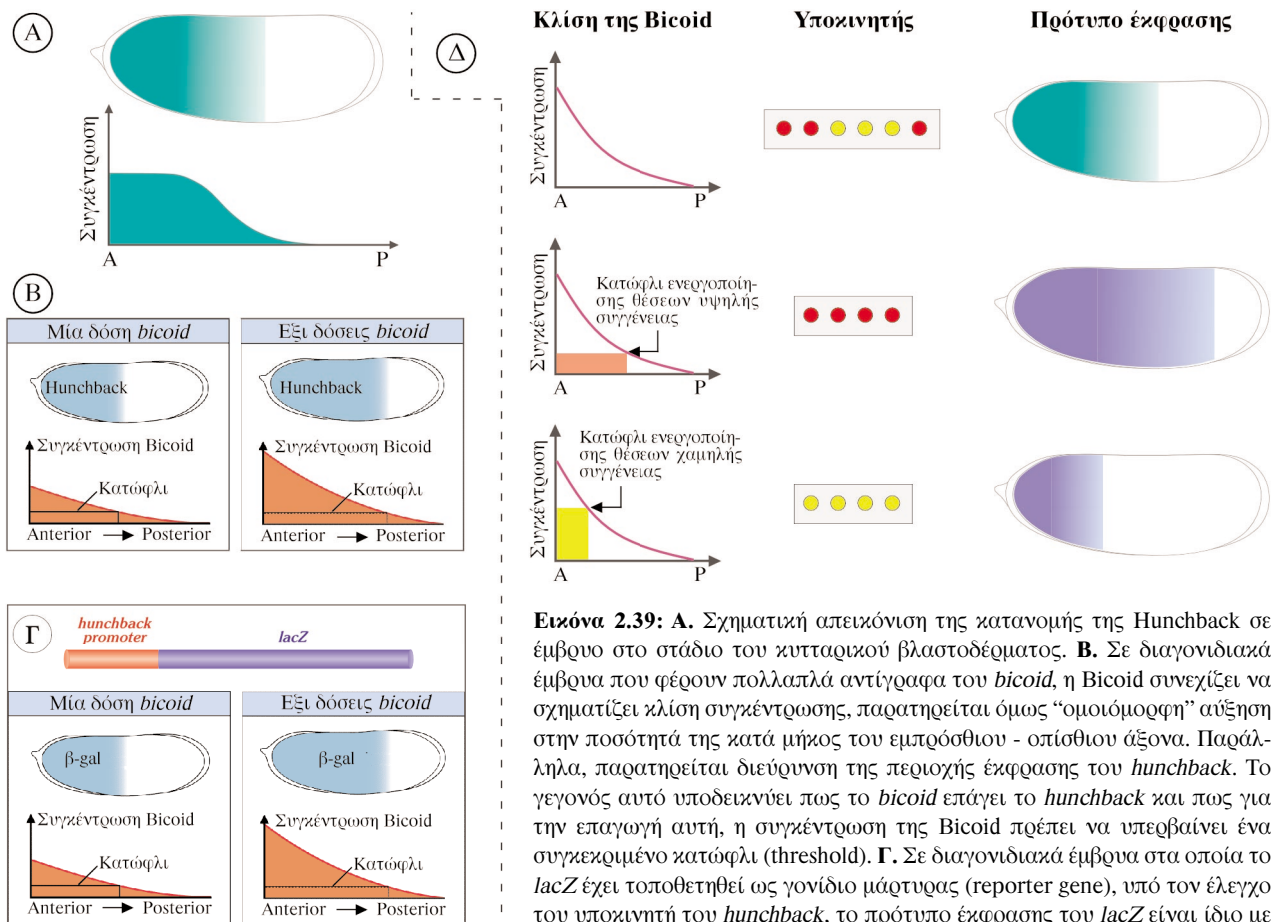 Α
Συγκέντρωση
Α
Ρ
Β
Μία δόση bicoid
Hunchback
Συγκέντρωση Bicoid
Κατώφλι
Anterior
Posterior
Εξι δόσεις bicoid
Hunchback
Συγκέντρωση Bicoid
Κατώφλι
Anterior
Posterior
Γ
hunchback
promoter
lacZ
Μία δόση bicoid
β-gal
Συγκέντρωση Bicoid
Κατώφλι
Anterior
Posterior
Εξι δόσεις bicoid
β-gal
Συγκέντρωση Bicoid
Κατώφλι
Anterior
Posterior
Δ
Κλίση της Bicoid
Υποκινητής
Πρότυπο έκφρασης
Συγκέντρωση
Α
Ρ
Συγκέντρωση
Κατώφλι ενεργοποίη-
σης θέσεων υψηλής
συγγένειας
Α
Ρ
Συγκέντρωση
Κατώφλι ενεργοποίη-
σης θέσεων χαμηλής
συγγένειας
Α
Ρ
Εικόνα 2.39: Α. Σχηματική απεικόνιση της κατανομής της Hunchback σε
έμβρυο στο στάδιο του κυτταρικού βλαστοδέρματος. Β. Σε διαγονιδιακά
έμβρυα που φέρουν πολλαπλά αντίγραφα του bicoid, η Bicoid συνεχίζει να
σχηματίζει κλίση συγκέντρωσης, παρατηρείται όμως “ομοιόμορφη” αύξηση
στην ποσότητά της κατά μήκος του εμπρόσθιου - οπίσθιου άξονα. Παράλ-
ληλα, παρατηρείται διεύρυνση της περιοχής έκφρασης του hunchback. Το
γεγονός αυτό υποδεικνύει πως το bicoid επάγει το hunchback και πως για
την επαγωγή αυτή, η συγκέντρωση της Bicoid πρέπει να υπερβαίνει ένα
συγκεκριμένο κατώφλι (threshold). Γ. Σε διαγονιδιακά έμβρυα στα οποία το
lacZ έχει τοποθετηθεί ως γονίδιο μάρτυρας (reporter gene), υπό τον έλεγχο
του υποκινητή του hunchback, το πρότυπο έκφρασης του lacZ είναι ίδιο με